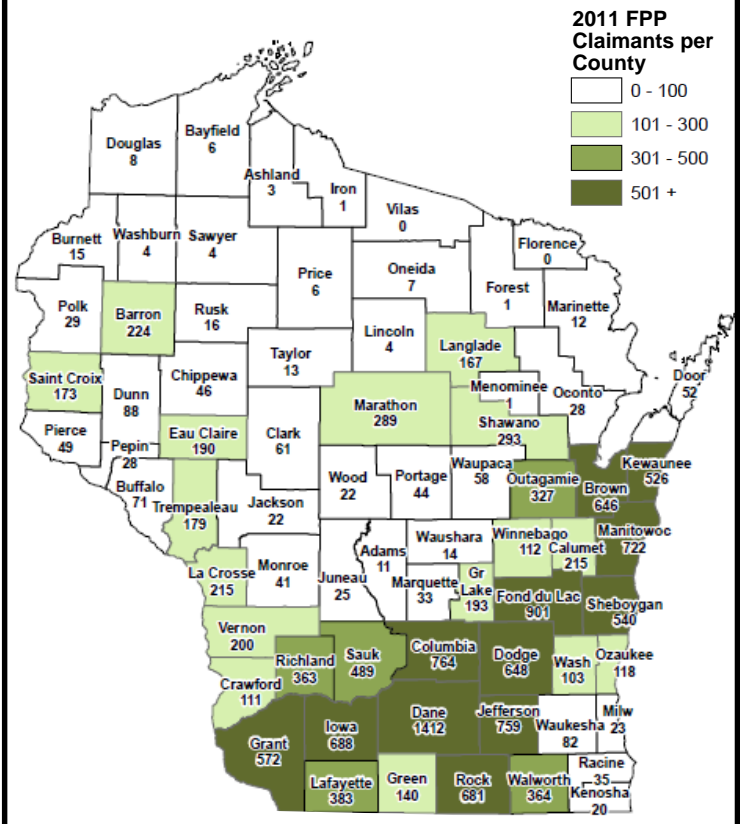 2011 FPP
Claimants per
County
0 - 100
101 - 300
301 - 500
501 +
Douglas
8
Bayfield
6
Ashland
3
Iron
1
Vilas
0
Burnett
15
Washburn
4
Sawyer
4
Price
6
Oneida
7
Florence
0
Forest
1
Marinette
12
Polk
29
Barron
224
Rusk
16
Lincoln
4
Langlade
167
Taylor
13
Chippewa
46
Saint Croix
173
Dunn
88
Menominee
1
Oconto
28
Door
52
Marathon
289
Shawano
293
Pierce
49
Pepin
28
Eau Claire
190
Clark
61
Buffalo
71
Trempealeau
179
Jackson
22
Wood
22
Portage
44
Waupaca
58
Outagamie
327
Brown
646
Kewaunee
526
La Crosse
215
Monroe
41
Juneau
25
Adams
11
Waushara
14
Marquette
33
Gr
Lake
193
Winnebago
112
Calumet
215
Manitowoc
722
Fond du Lac
901
Sheboygan
540
Vernon
200
Richland
363
Sauk
489
Columbia
764
Dodge
648
Wash
103
Ozaukee
118
Crawford
111
Grant
572
Iowa
688
Dane
1412
Jefferson
759
Waukesha
82
Milw
23
Lafayette
383
Green
140
Rock
681
Walworth
364
Racine
35
Kenosha
20